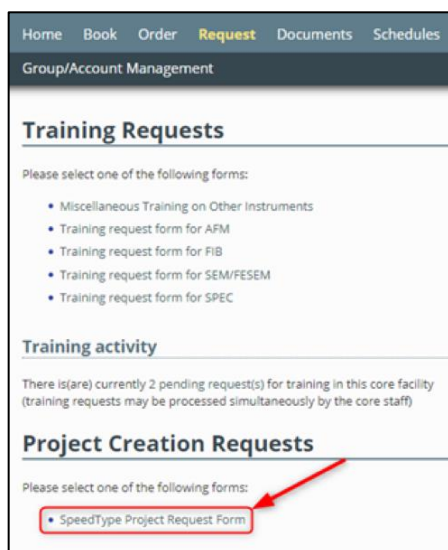 Home Book Order Request Documents Schedules
Group/Account Management
Training Requests
Please select one of the following forms:
• Miscellaneous Training on Other Instruments
• Training request form for AFM
• Training request form for FIB
• Training request form for SEM/FESEM
• Training request form for SPEC
Training activity
There is(are) currently 2 pending request(s) for training in this core facility
(training requests may be processed simultaneously by the core staff)
Project Creation Requests
Please select one of the following forms:
• SpeedType Project Request Form